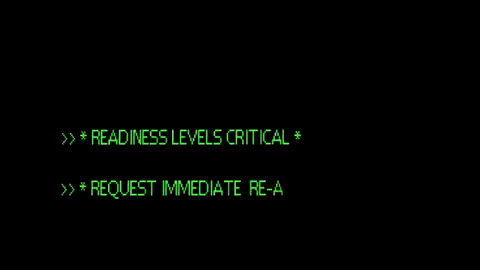 >> * READINESS LEVELS CRITICAL *
>> * REQUEST IMMEDIATE  RE-A